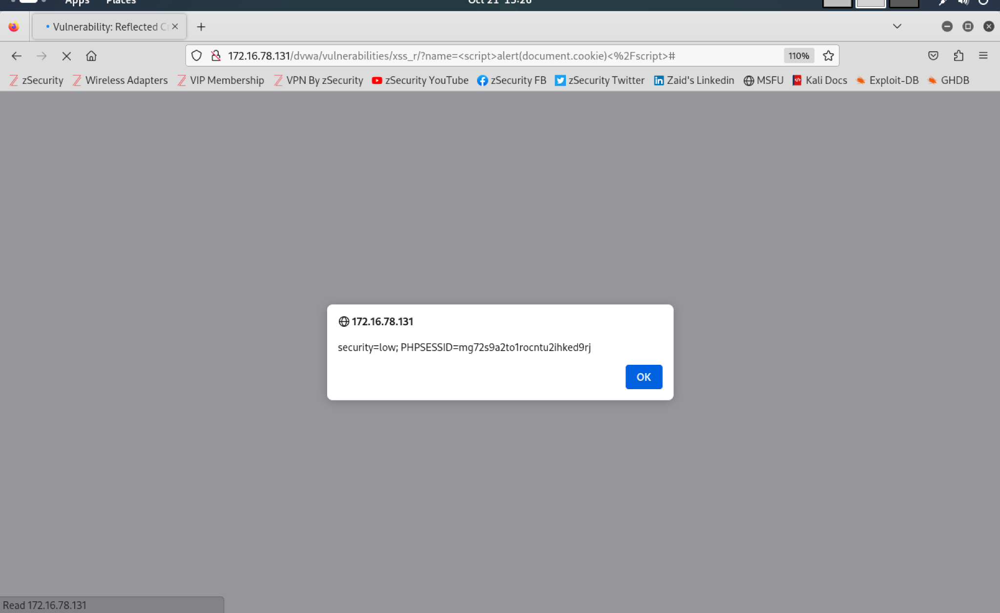 Apps Places Oct 21 15:26
Vulnerability: Reflected C
172.16.78.131/dvwa/vulnerabilities/xss_r/?name=<script>alert(document.cookie)<%2Fscript># 110%
zSecurity Wireless Adapters VIP Membership VPN By zSecurity zSecurity YouTube zSecurity FB zSecurity Twitter Zaid's Linkedin MSFU Kali Docs Exploit-DB GHDB
172.16.78.131
security=low; PHPSESSID=mg72s9a2to1rocntu2ihked9rj
OK
Read 172.16.78.131